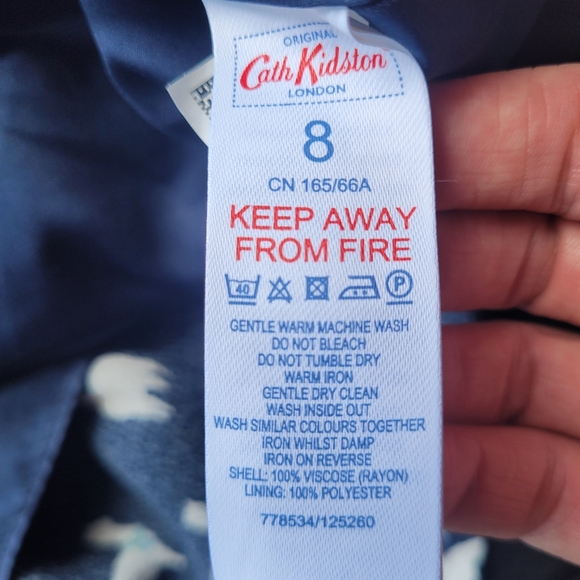 ORIGINAL
Cath Kidston
LONDON
8
CN 165/66A
KEEP AWAY
FROM FIRE
40
P
GENTLE WARM MACHINE WASH
DO NOT BLEACH
DO NOT TUMBLE DRY
WARM IRON
GENTLE DRY CLEAN
WASH INSIDE OUT
WASH SIMILAR COLOURS TOGETHER
IRON WHILST DAMP
IRON ON REVERSE
SHELL: 100% VISCOSE (RAYON)
LINING: 100% POLYESTER
778534/125260